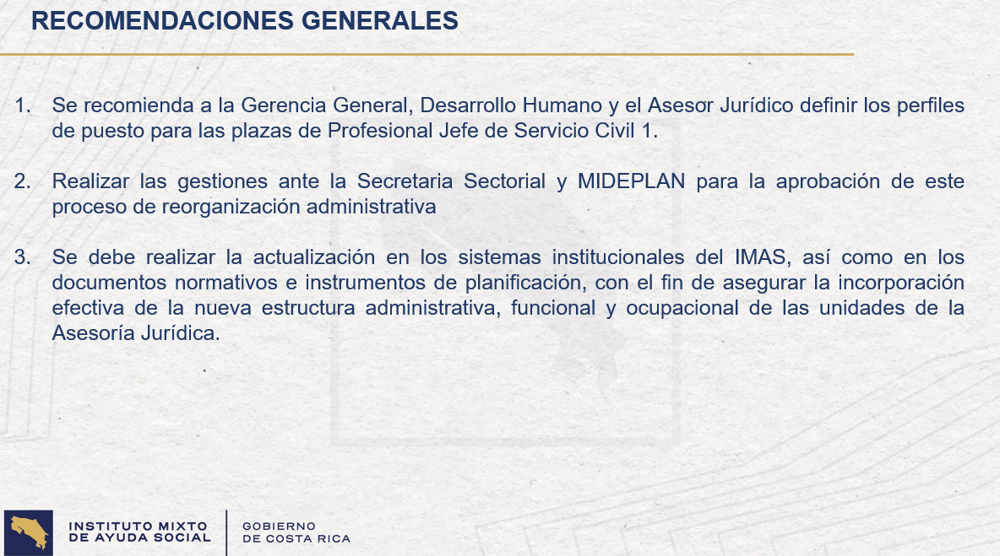 RECOMENDACIONES GENERALES
1. Se recomienda a la Gerencia General, Desarrollo Humano y el Asesor Jurídico definir los perfiles
de puesto para las plazas de Profesional Jefe de Servicio Civil 1.
2. Realizar las gestiones ante la Secretaria Sectorial y MIDEPLAN para la aprobación de este
proceso de reorganización administrativa
3. Se debe realizar la actualización en los sistemas institucionales del IMAS, así como en los
documentos normativos e instrumentos de planificación, con el fin de asegurar la incorporación
efectiva de la nueva estructura administrativa, funcional y ocupacional de las unidades de la
Asesoría Jurídica.
INSTITUTO MIXTO
DE AYUDA SOCIAL
GOBIERNO
DE COSTA RICA